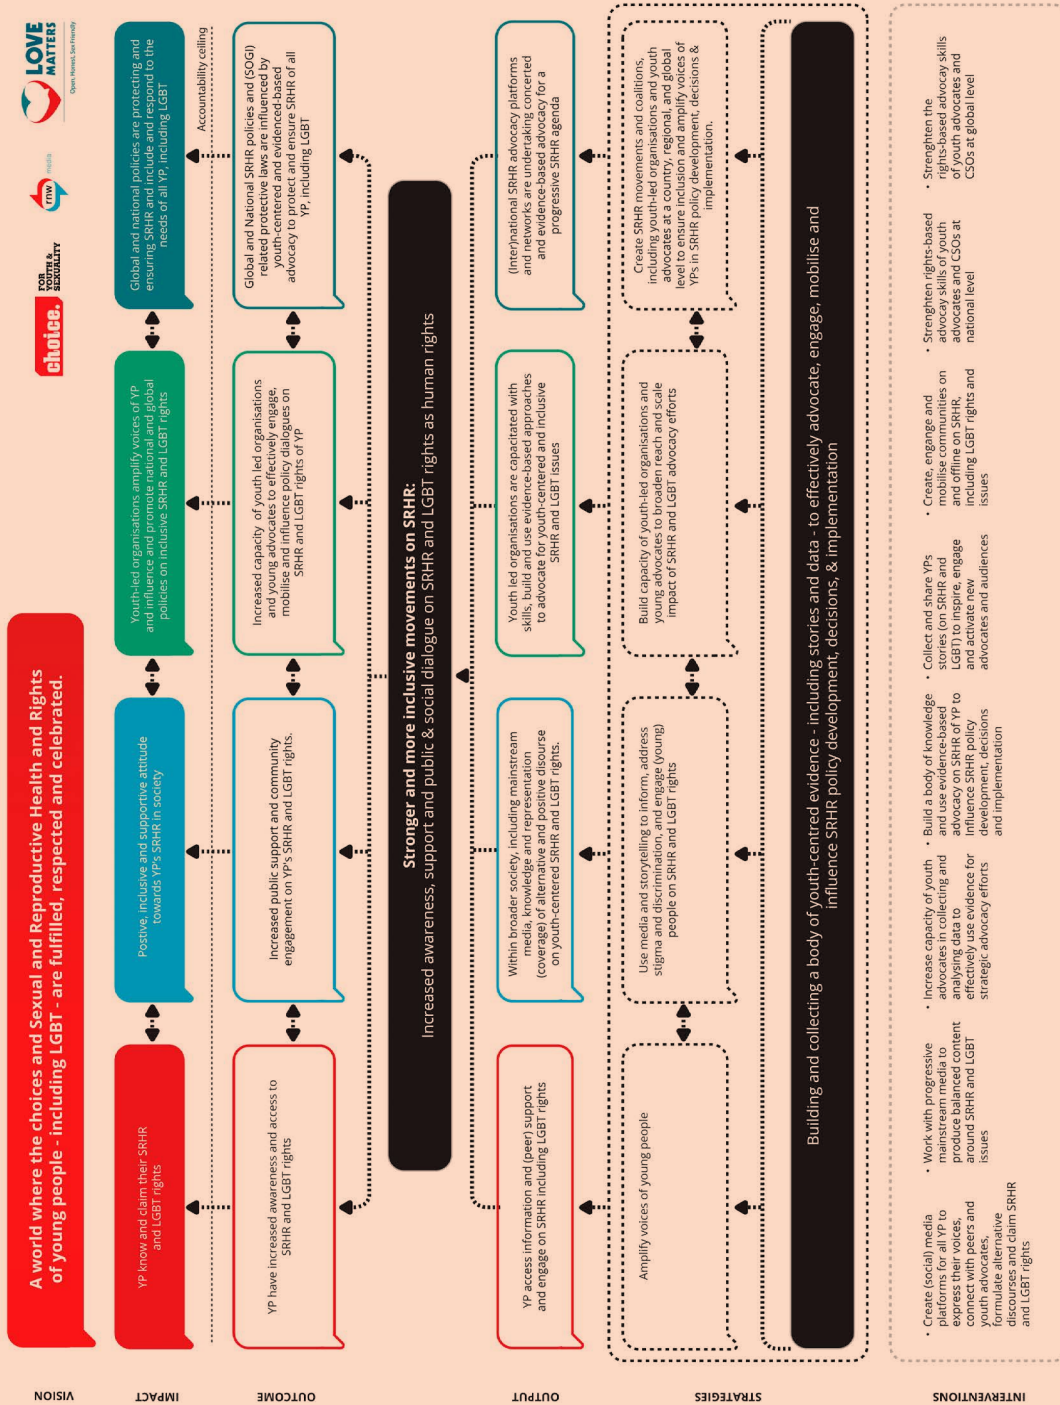 A world where the choices and Sexual and Reproductive Health and Rights
of young people - including LGBT - are fulfilled, respected and celebrated.
choice.
FOR
YOUTH &
SEXUALITY
rnw
media
LOVE
MATTERS
Open, Honest, Sex Friendly
VISION
IMPACT
YP know and claim their SRHR
and LGBT rights
Postive, inclusive and supportive attitude
towards YP's SRHR in society
Youth-led organisations amplify voices of YP
and influence and promote national and global
policies on inclusive SRHR and LGBT rights
Global and national policies are protecting and
ensuring SRHR and include and respond to the
needs of all YP, including LGBT
Accountability ceiling
OUTCOME
YP have increased awareness and access to
SRHR and LGBT rights
Increased public support and community
engagement on YP's SRHR and LGBT rights.
Increased capacity of youth led organisations
and young advocates to effectively engage,
mobilise and influence policy dialogues on
SRHR and LGBT rights of YP
Global and National SRHR policies and (SOGI)
related protective laws are influenced by
youth-centered and evidenced-based
advocacy to protect and ensure SRHR of all
YP, including LGBT
Stronger and more inclusive movements on SRHR:
Increased awareness, support and public & social dialogue on SRHR and LGBT rights as human rights
OUTPUT
YP access information and (peer) support
and engage on SRHR including LGBT rights
Within broader society, including mainstream
media, knowledge and representation
(coverage) of alternative and positive discourse
on youth-centered SRHR and LGBT rights.
Youth led organisations are capacitated with
skills, build and use evidence-based approaches
to advocate for youth-centered and inclusive
SRHR and LGBT issues
(Inter)national SRHR advocacy platforms
and networks are undertaking concerted
and evidence-based advocacy for a
progressive SRHR agenda
STRATEGIES
Amplify voices of young people
Use media and storytelling to inform, address
stigma and discrimination, and engage (young)
people on SRHR and LGBT rights
Build capacity of youth-led organisations and
young advocates to broaden reach and scale
impact of SRHR and LGBT advocacy efforts
Create SRHR movements and coalitions,
including youth-led organisations and youth
advocates at a country, regional, and global
level to ensure inclusion and amplify voices of
YPs in SRHR policy development, decisions &
implementation.
Building and collecting a body of youth-centred evidence - including stories and data - to effectively advocate, engage, mobilise and
influence SRHR policy development, decisions, & implementation
INTERVENTIONS
• Create (social) media
platforms for all YP to
express their voices,
connect with peers and
youth advocates,
formulate alternative
discourses and claim SRHR
and LGBT rights
• Work with progressive
mainstream media to
produce balanced content
around SRHR and LGBT
issues
• Increase capacity of youth
advocates in collecting and
analysing data to
effectively use evidence for
strategic advocacy efforts
• Build a body of knowledge
and use evidence-based
advocacy on SRHR of YP to
influence SRHR policy
development, decisions
and implementation
• Collect and share YPs
stories (on SRHR and
LGBT) to inspire, engage
and activate new
advocates and audiences
• Create, engange and
mobilise communities on
and offline on SRHR,
including LGBT rights and
issues
• Strenghten rights-based
advocay skills of youth
advocates and CSOs at
national level
• Strenghten the
rights-based advocay skills
of youth advocates and
CSOs at global level